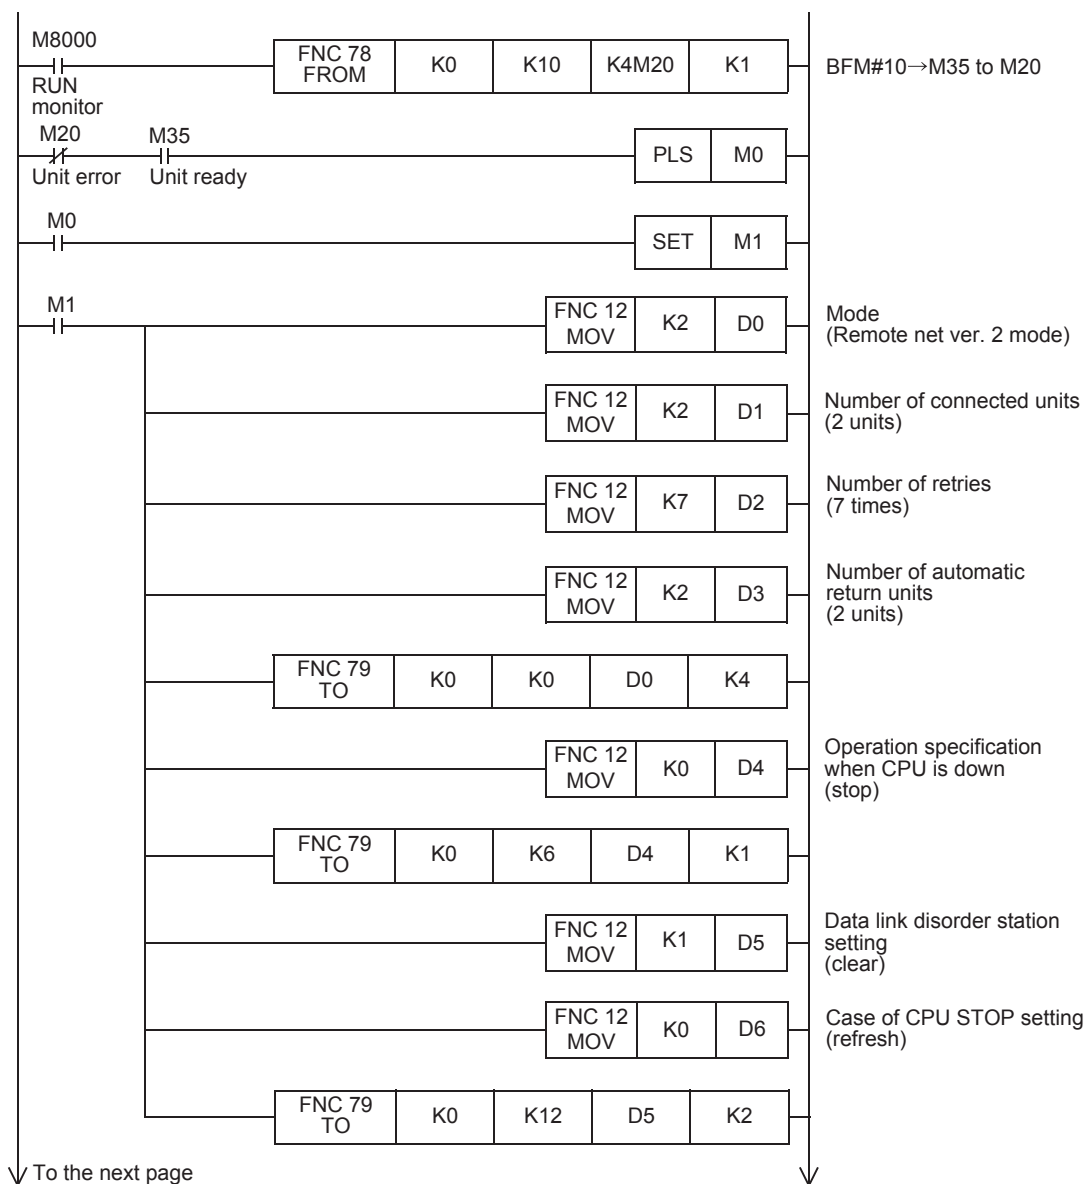 M8000
RUN
monitor
FNC 78
FROM
K0
K10
K4M20
K1
BFM#10→M35 to M20
M20
Unit error
M35
Unit ready
PLS
M0
M0
SET
M1
M1
FNC 12
MOV
K2
D0
Mode
(Remote net ver. 2 mode)
FNC 12
MOV
K2
D1
Number of connected units
(2 units)
FNC 12
MOV
K7
D2
Number of retries
(7 times)
FNC 12
MOV
K2
D3
Number of automatic
return units
(2 units)
FNC 79
TO
K0
K0
D0
K4
FNC 12
MOV
K0
D4
Operation specification
when CPU is down
(stop)
FNC 79
TO
K0
K6
D4
K1
FNC 12
MOV
K1
D5
Data link disorder station
setting
(clear)
FNC 12
MOV
K0
D6
Case of CPU STOP setting
(refresh)
FNC 79
TO
K0
K12
D5
K2
To the next page